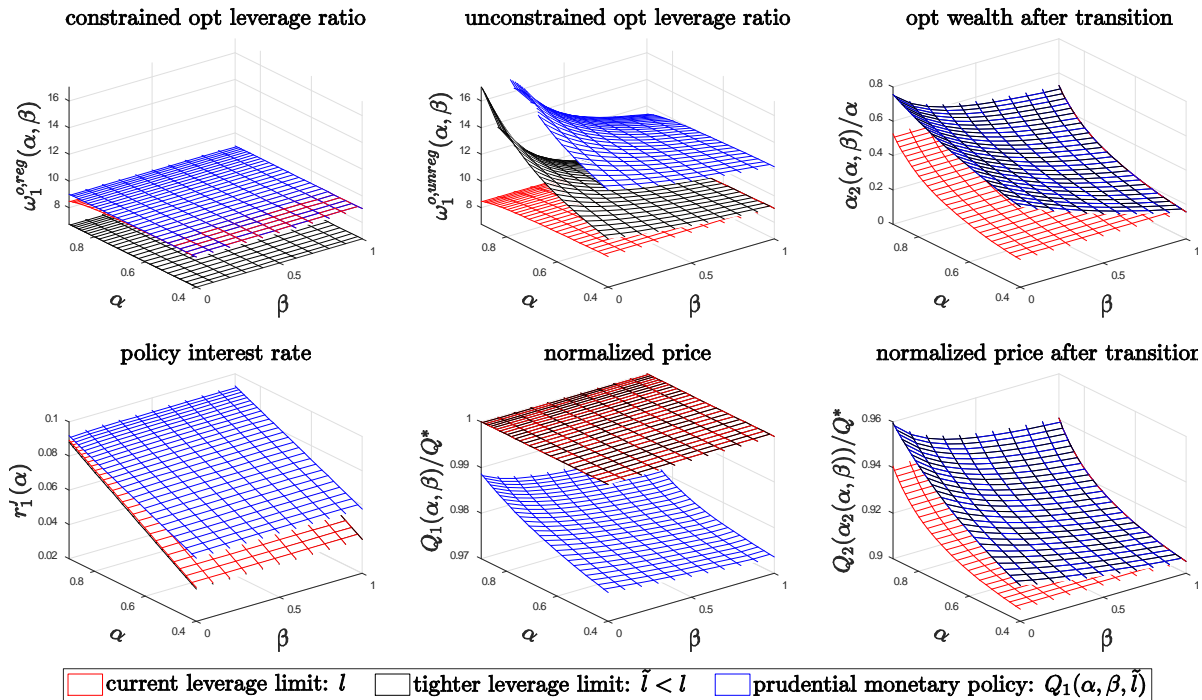 constrained opt leverage ratio
unconstrained opt leverage ratio
opt wealth after transition
ω₁^{o,reg}(α, β)
16
14
12
10
8
0.8
0.6
0.4
α
0
0.5
1
β
ω₁^{o,unreg}(α, β)
16
14
12
10
8
0.8
0.6
0.4
α
0
0.5
1
β
α₂(α, β)/α
0.8
0.6
0.4
0.2
0
0.8
0.6
0.4
α
0
0.5
1
β
policy interest rate
normalized price
normalized price after transition
0.1
0.08
0.06
0.04
0.02
0.8
0.6
0.4
α
0
0.5
1
β
Q₁(α, β)/Q*
1
0.99
0.98
0.97
0.8
0.6
0.4
α
0
0.5
1
β
Q₂(α₂(α, β))/Q*
0.96
0.94
0.92
0.9
0.8
0.6
0.4
α
0
0.5
1
β
current leverage limit: l tighter leverage limit: l̃ < l prudential monetary policy: Q₁(α, β, l̃)